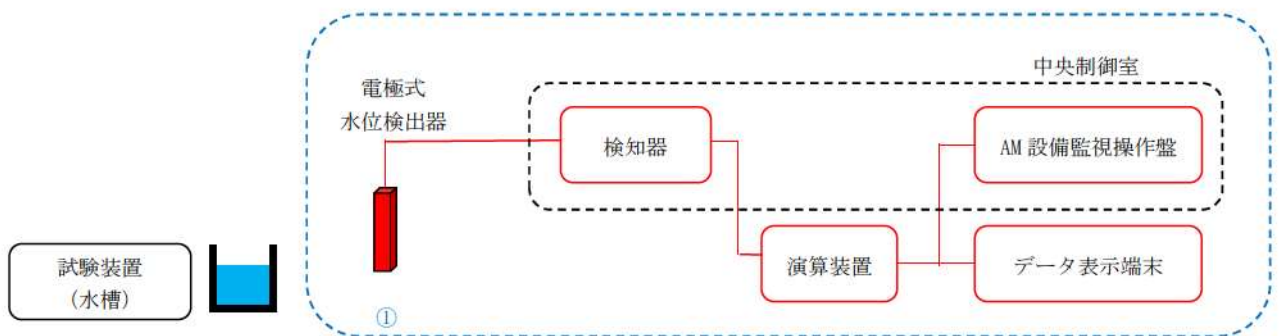 中央制御室
電極式
水位検出器
検知器
AM 設備監視操作盤
試験装置
（水槽）
演算装置
データ表示端末
①